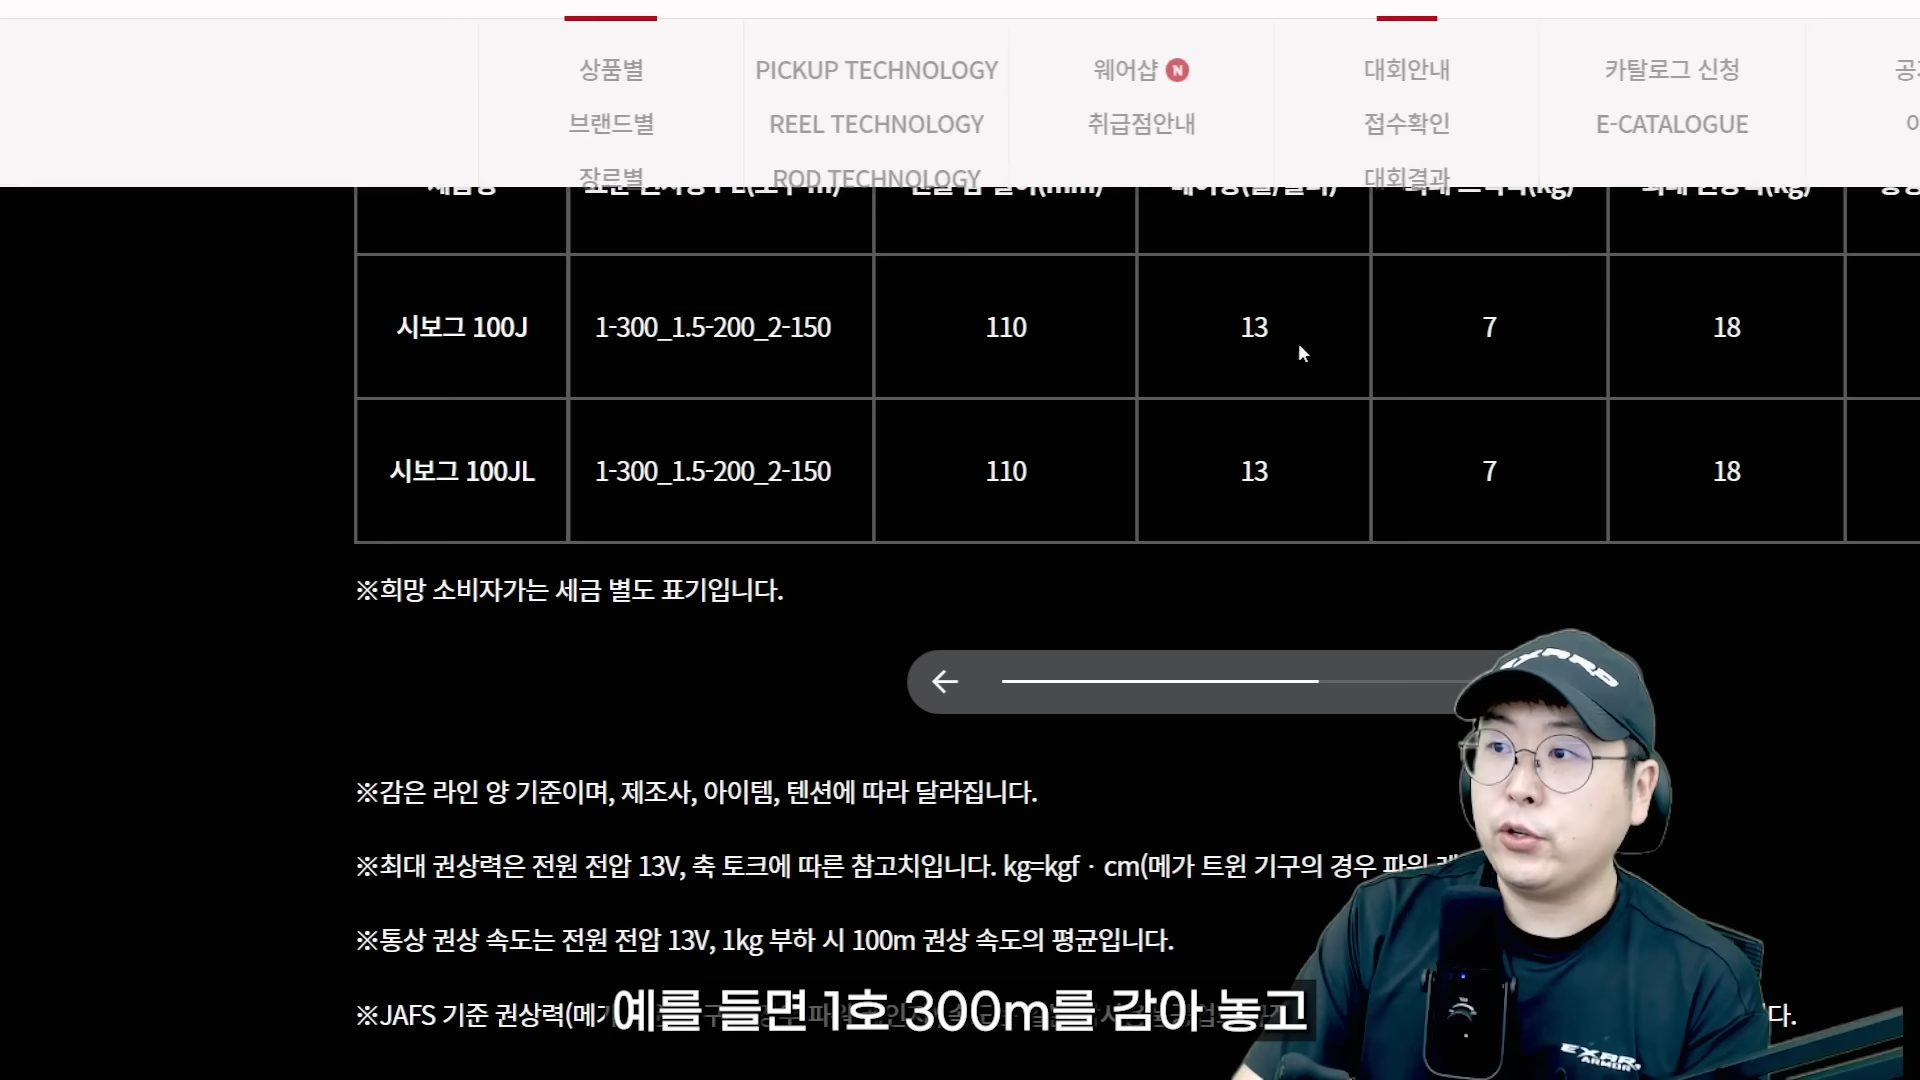 상품별
PICKUP TECHNOLOGY
웨어샵 N
대회안내
카탈로그 신청
브랜드별
REEL TECHNOLOGY
취급점안내
접수확인
E-CATALOGUE
장르별
ROD TECHNOLOGY
대회결과
시보그 100J
1-300_1.5-200_2-150
110
13
7
18
시보그 100JL
1-300_1.5-200_2-150
110
13
7
18
※희망 소비자가는 세금 별도 표기입니다.
※감은 라인 양 기준이며, 제조사, 아이템, 텐션에 따라 달라집니다.
※최대 권상력은 전원 전압 13V, 축 토크에 따른 참고치입니다. kg=kgf · cm(메가 트윈 기구의 경우 파워
※통상 권상 속도는 전원 전압 13V, 1kg 부하 시 100m 권상 속도의 평균입니다.
※JAFS 기준 권상력(메가
예를 들면 1호 300m를 감아 놓고
EXRP
ARMOR